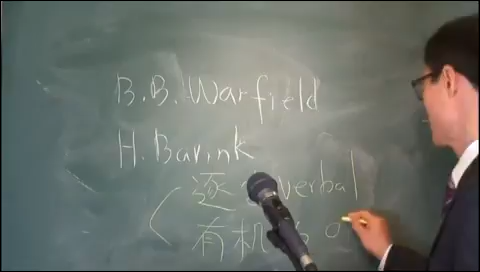 B.B. Warfield
H. Bavink
逐 verbal
有机